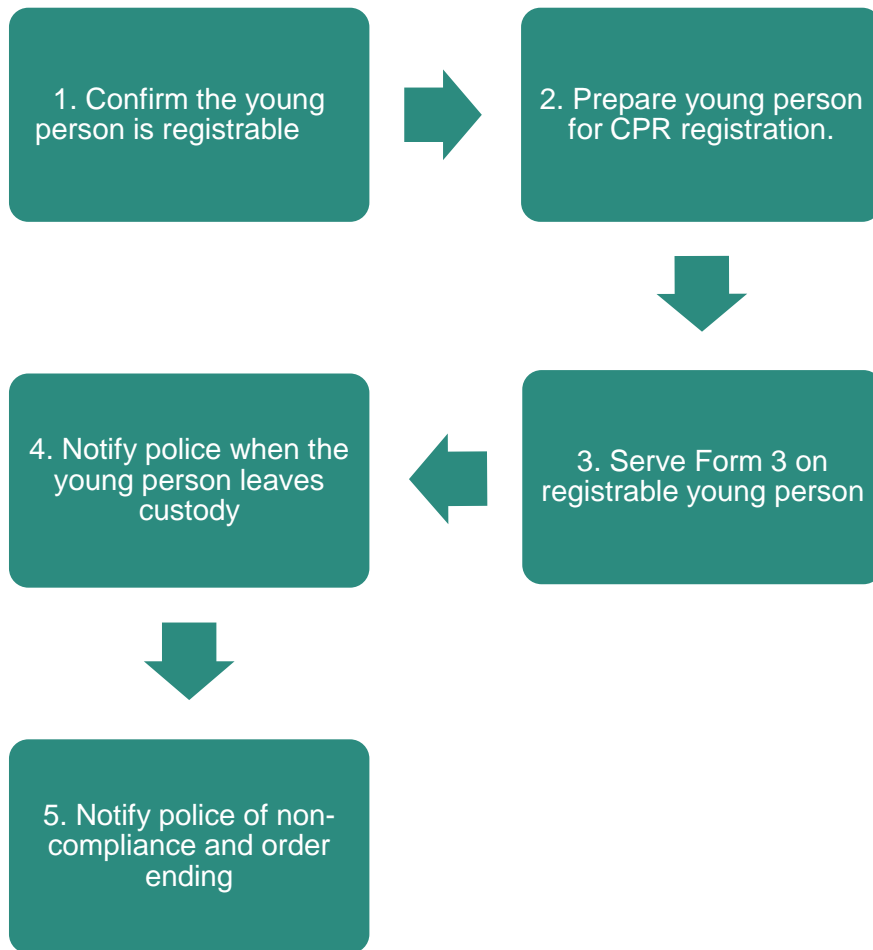 1. Confirm the young
person is registrable
2. Prepare young person
for CPR registration.
3. Serve Form 3 on
registrable young person
4. Notify police when the
young person leaves
custody
5. Notify police of non-
compliance and order
ending